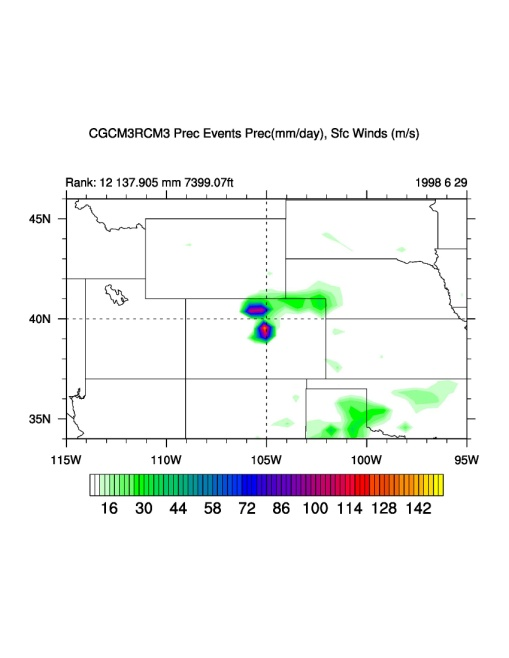 CGCM3RCM3 Prec Events Prec(mm/day), Sfc Winds (m/s)
Rank: 12 137.905 mm 7399.07ft 1998 6 29
45N
40N
35N
115W 110W 105W 100W 95W
16 30 44 58 72 86 100 114 128 142